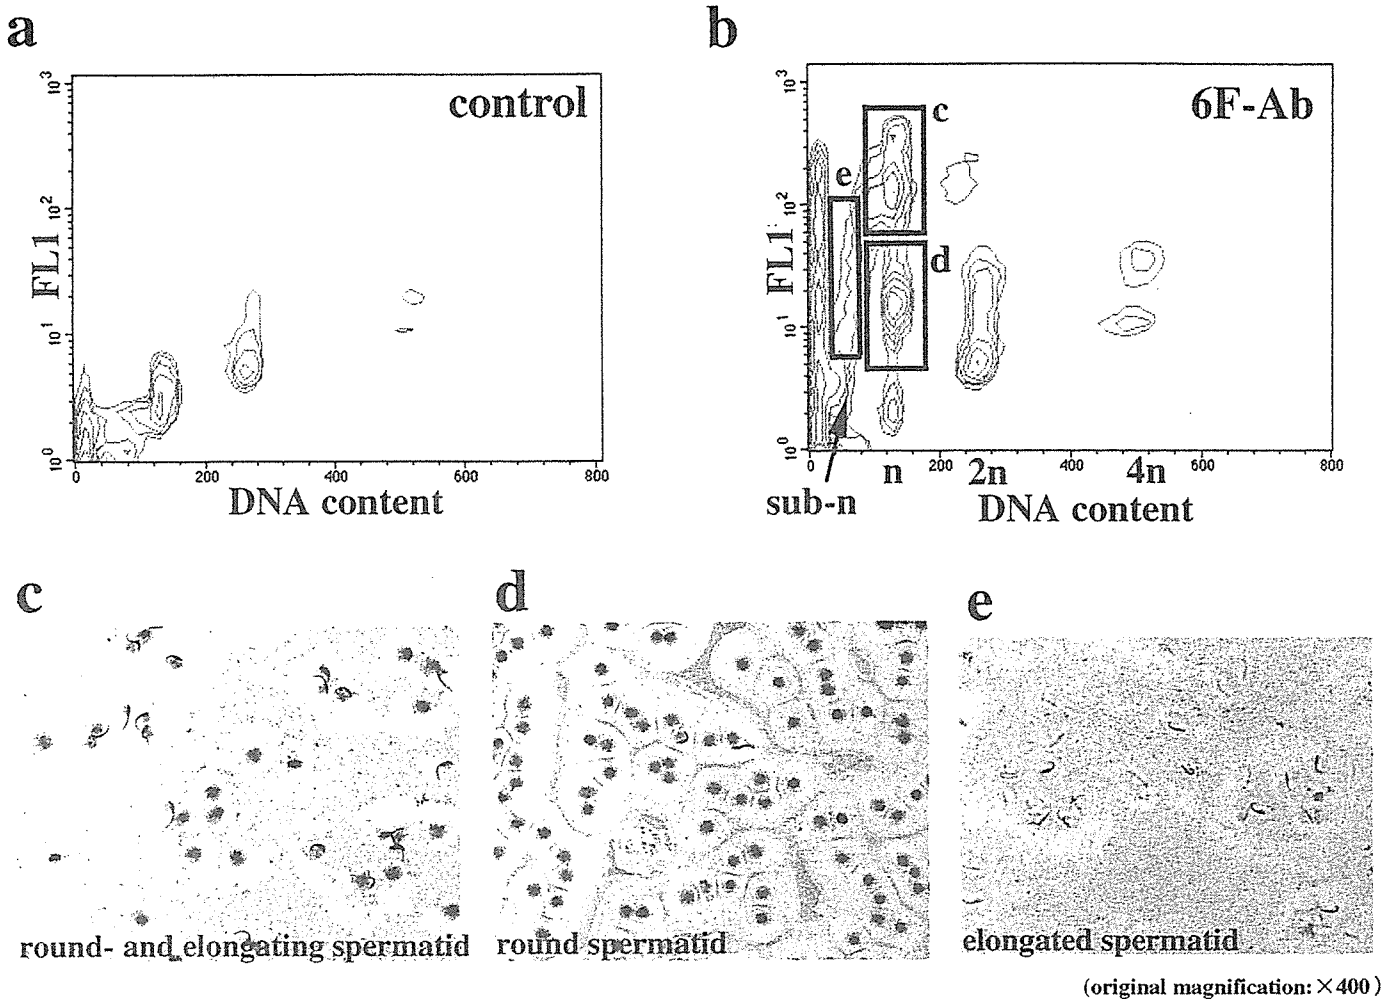 a
b
10^3
10^2
10^1
10^0
FL1
control
0 200 400 600 800
DNA content
10^3
10^2
10^1
10^0
FL1
6F-Ab
c
e
d
0 200 400 600 800
n 2n 4n
sub-n
DNA content
c
d
e
round- and elongating spermatid
round spermatid
elongated spermatid
(original magnification: ×400)